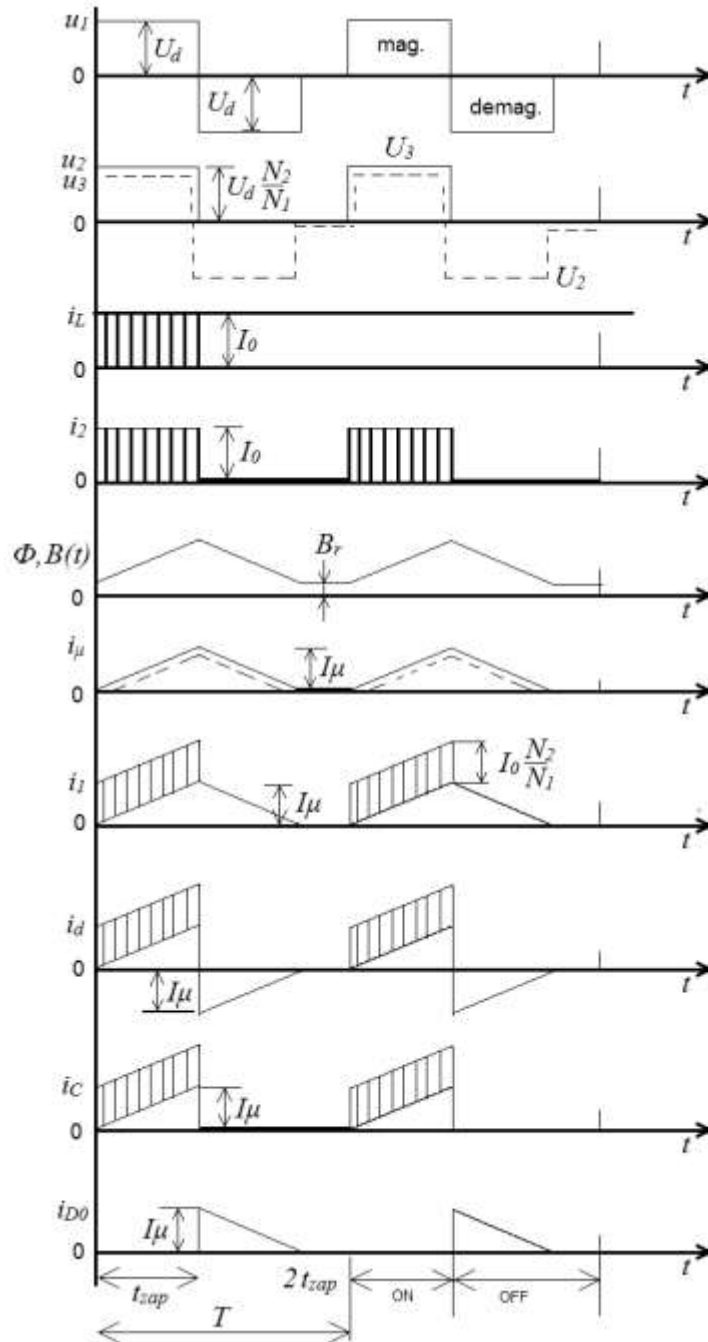 u1
Ud
mag.
0
t
Ud
demag.
u2
u3
Ud N2/N1
U3
0
t
U2
iL
I0
0
t
i2
I0
0
t
Φ, B(t)
Br
0
t
iμ
Iμ
0
t
i1
Iμ
I0 N2/N1
0
t
id
0
Iμ
t
iC
Iμ
0
t
iD0
Iμ
0
t
tzap
2 tzap
ON
OFF
T